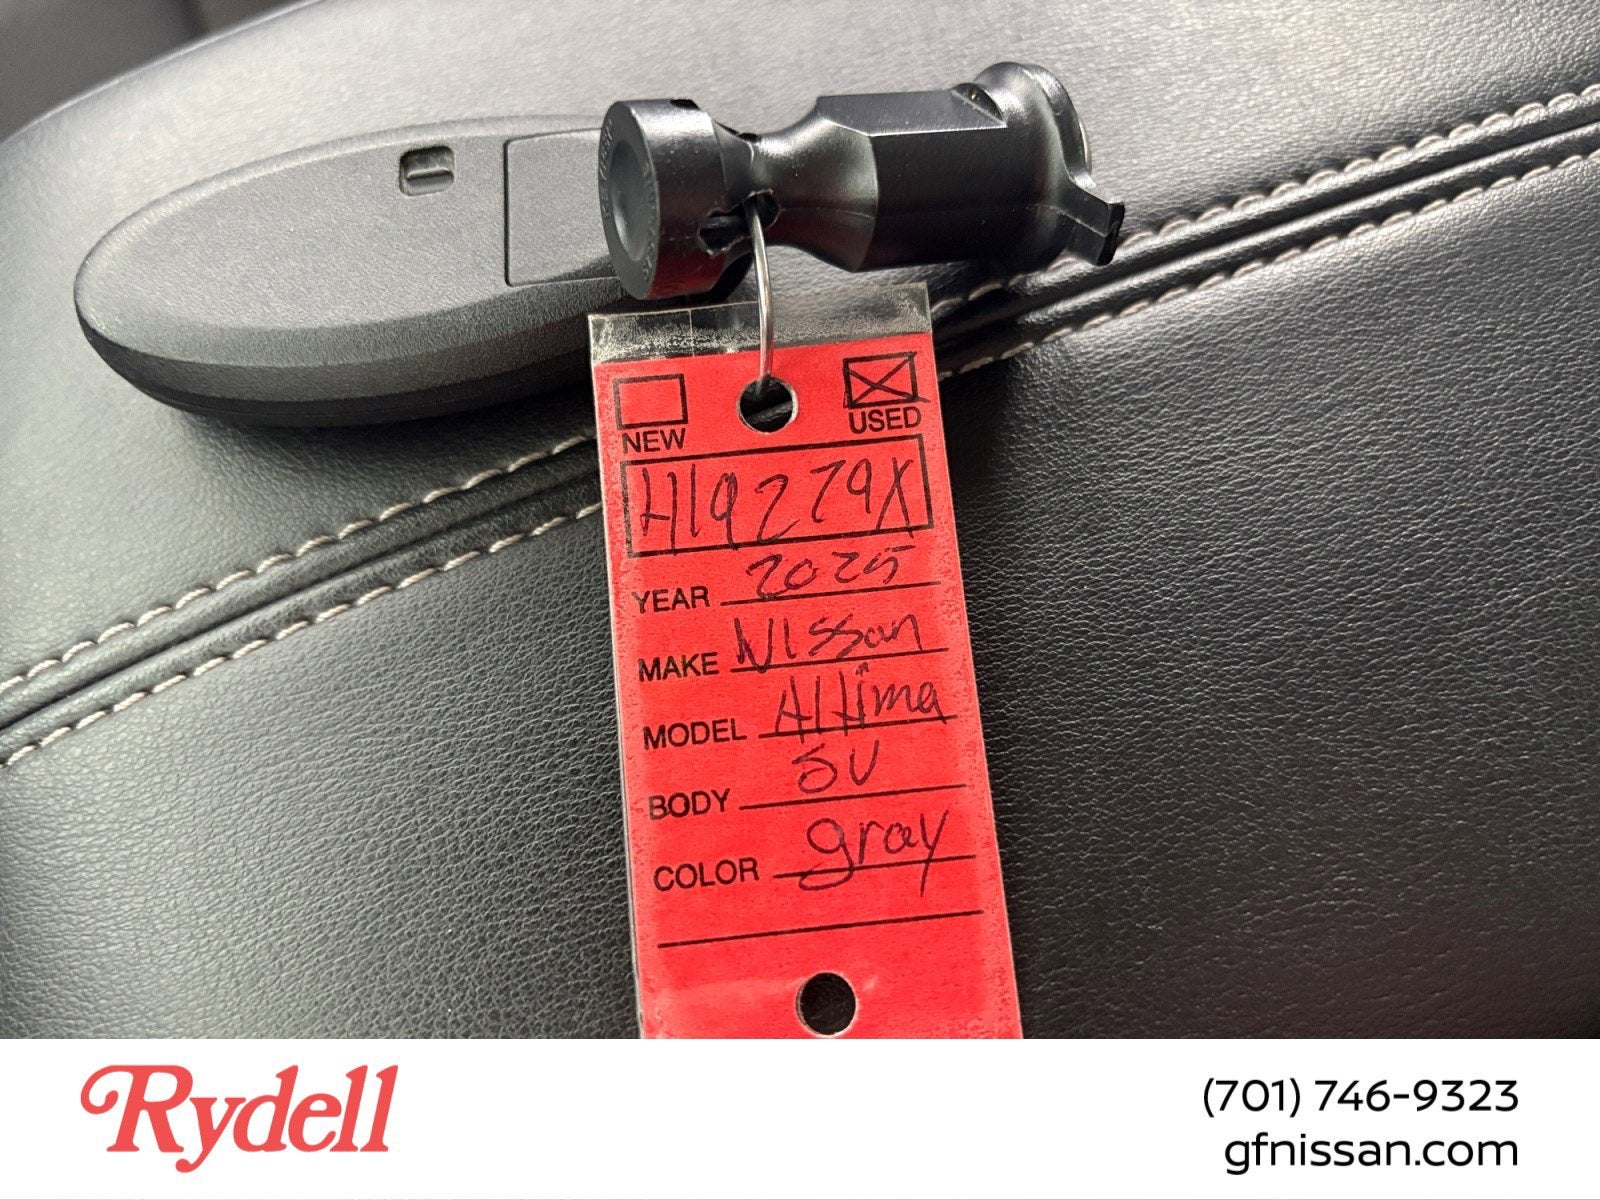 NEW USED
H19279X
YEAR 2025
MAKE Nissan
MODEL Altima
BODY SV
COLOR gray
Rydell
(701) 746-9323
gfnissan.com